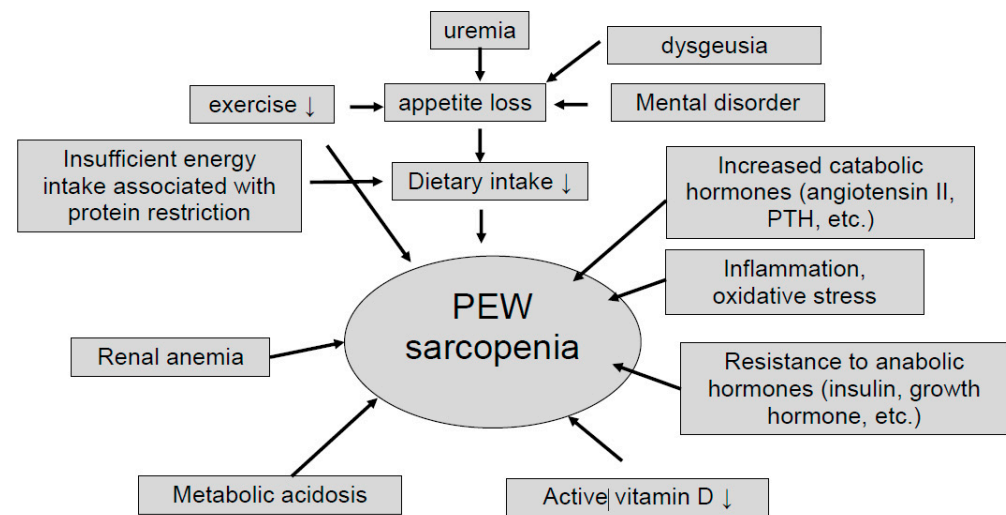 uremia
dysgeusia
exercise ↓
appetite loss
Mental disorder
Insufficient energy
intake associated with
protein restriction
Dietary intake ↓
Increased catabolic
hormones (angiotensin II,
PTH, etc.)
Inflammation,
oxidative stress
PEW
sarcopenia
Renal anemia
Resistance to anabolic
hormones (insulin, growth
hormone, etc.)
Metabolic acidosis
Active vitamin D ↓